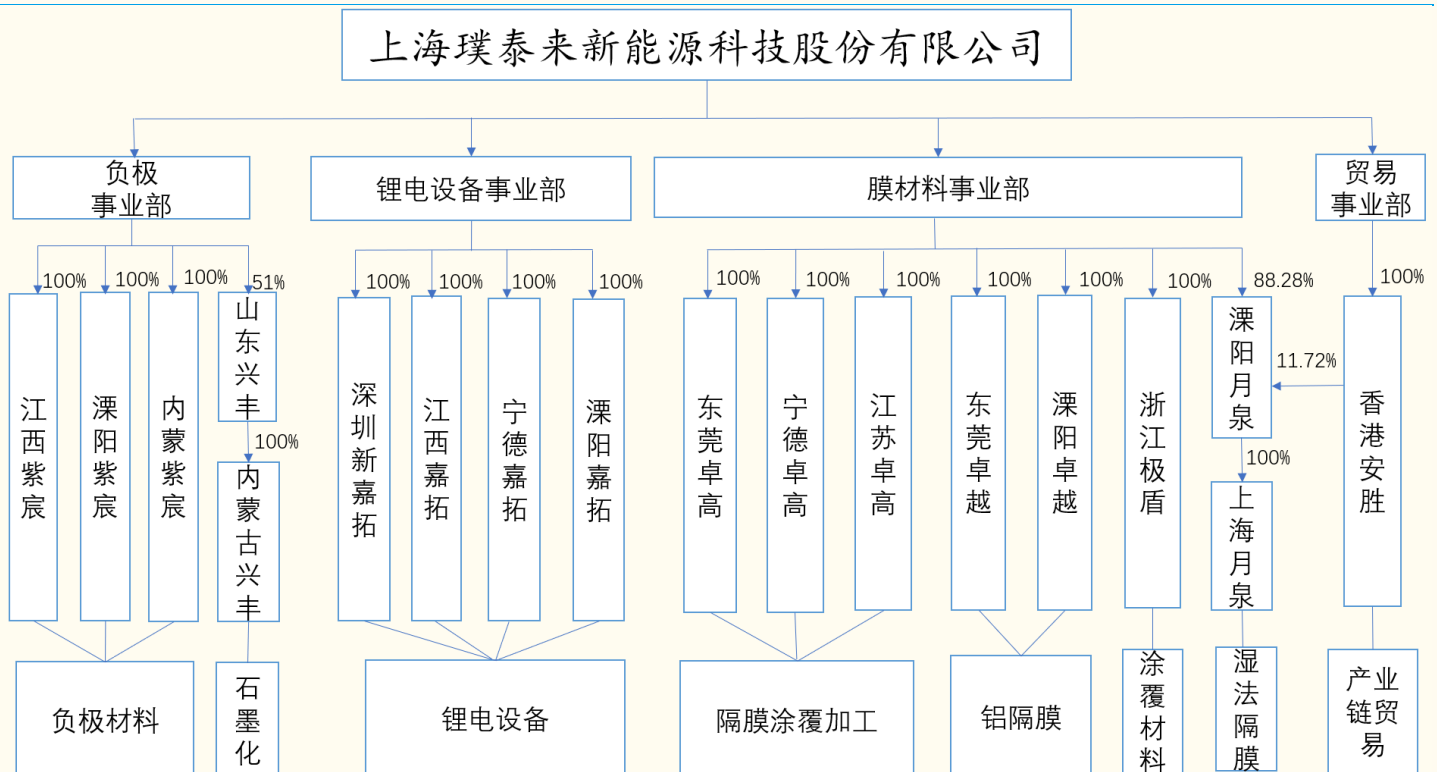 上海璞泰来新能源科技股份有限公司
负极
事业部
锂电设备事业部
膜材料事业部
贸易
事业部
100%
100%
100%
51%
100%
100%
100%
100%
100%
100%
100%
100%
100%
100%
88.28%
100%
江西紫宸
溧阳紫宸
内蒙紫宸
山东兴丰
100%
内蒙古兴丰
深圳新嘉拓
江西嘉拓
宁德嘉拓
溧阳嘉拓
东莞卓高
宁德卓高
江苏卓高
东莞卓越
溧阳卓越
浙江极盾
溧阳月泉
11.72%
100%
上海月泉
香港安胜
负极材料
石墨化
锂电设备
隔膜涂覆加工
铝隔膜
涂覆材料
湿法隔膜
产业
链贸
易